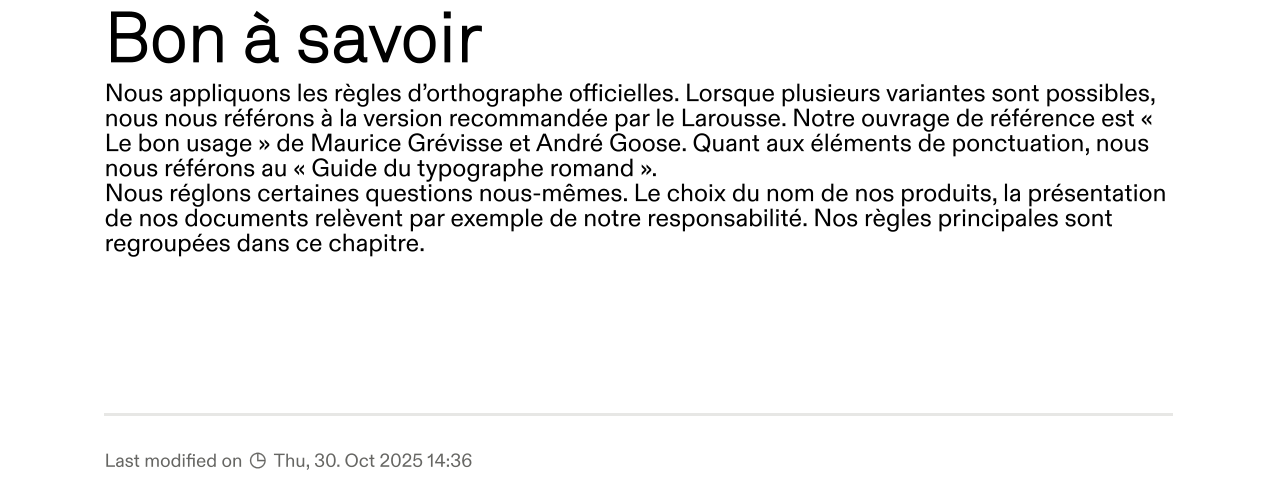 Bon à savoir
Nous appliquons les règles d’orthographe officielles. Lorsque plusieurs variantes sont possibles,
nous nous référons à la version recommandée par le Larousse. Notre ouvrage de référence est «
Le bon usage » de Maurice Grévisse et André Goose. Quant aux éléments de ponctuation, nous
nous référons au « Guide du typographe romand ».
Nous réglons certaines questions nous-mêmes. Le choix du nom de nos produits, la présentation
de nos documents relèvent par exemple de notre responsabilité. Nos règles principales sont
regroupées dans ce chapitre.
Last modified on Thu, 30. Oct 2025 14:36